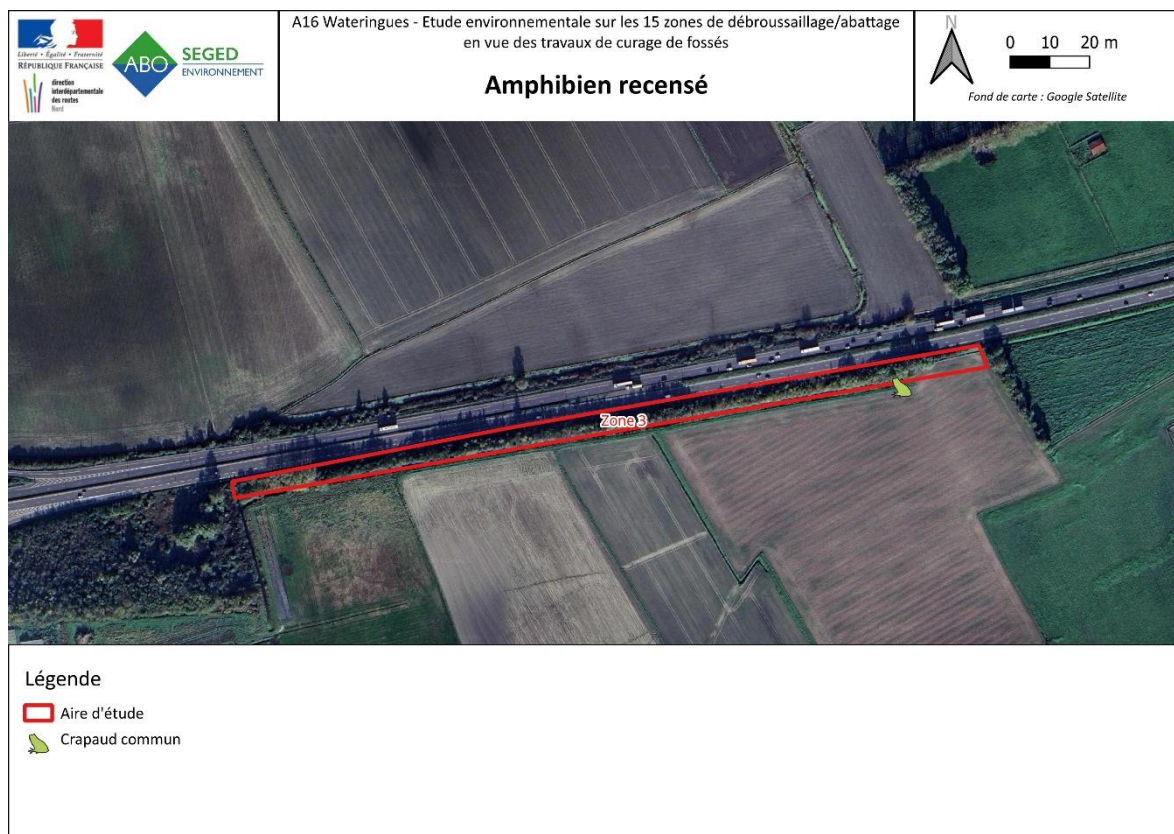 Liberté • Égalité • Fraternité
RÉPUBLIQUE FRANÇAISE
direction
interdépartementale
des routes
Nord
ABO
SEGED
ENVIRONNEMENT
A16 Wateringues - Etude environnementale sur les 15 zones de débroussaillage/abattage
en vue des travaux de curage de fossés
Amphibien recensé
N
0 10 20 m
Fond de carte : Google Satellite
Zone 3
Légende
Aire d'étude
Crapaud commun